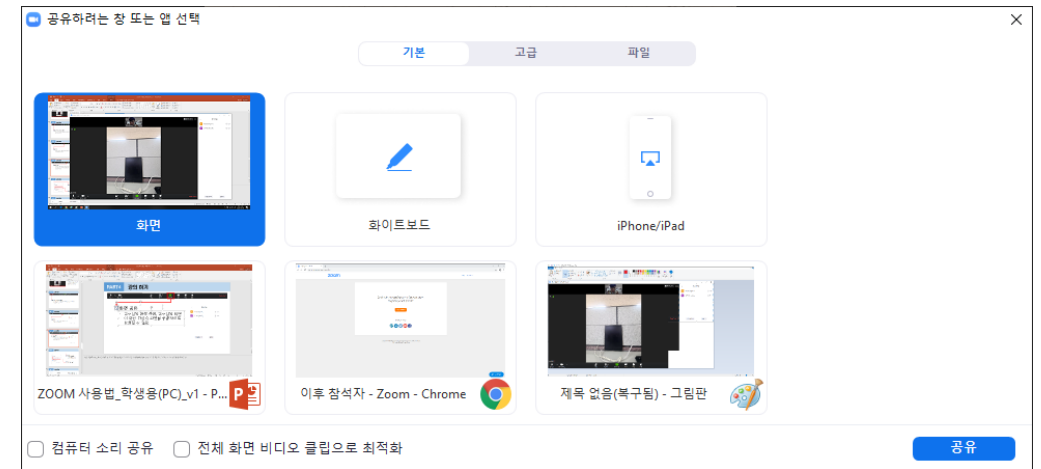 공유하려는 창 또는 앱 선택
기본 고급 파일
화면 화이트보드 iPhone/iPad
ZOOM 사용법_학생용(PC)_v1 - P... 이후 참석자 - Zoom - Chrome 제목 없음(복구됨) - 그림판
컴퓨터 소리 공유 전체 화면 비디오 클립으로 최적화 공유